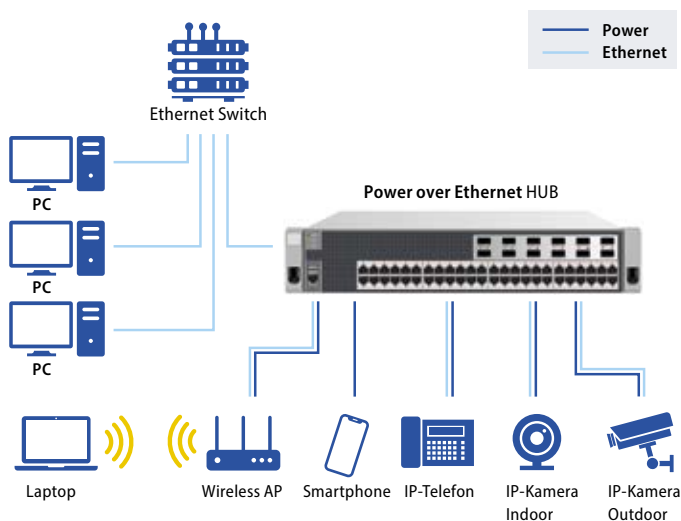 Power
Ethernet
Ethernet Switch
PC
PC
PC
Power over Ethernet HUB
Laptop
Wireless AP
Smartphone
IP-Telefon
IP-Kamera
Indoor
IP-Kamera
Outdoor